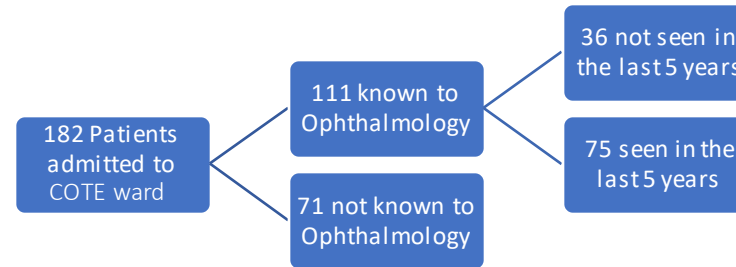 182 Patients
admitted to
COTE ward
111 known to
Ophthalmology
71 not known to
Ophthalmology
36 not seen in
the last 5 years
75 seen in the
last 5 years